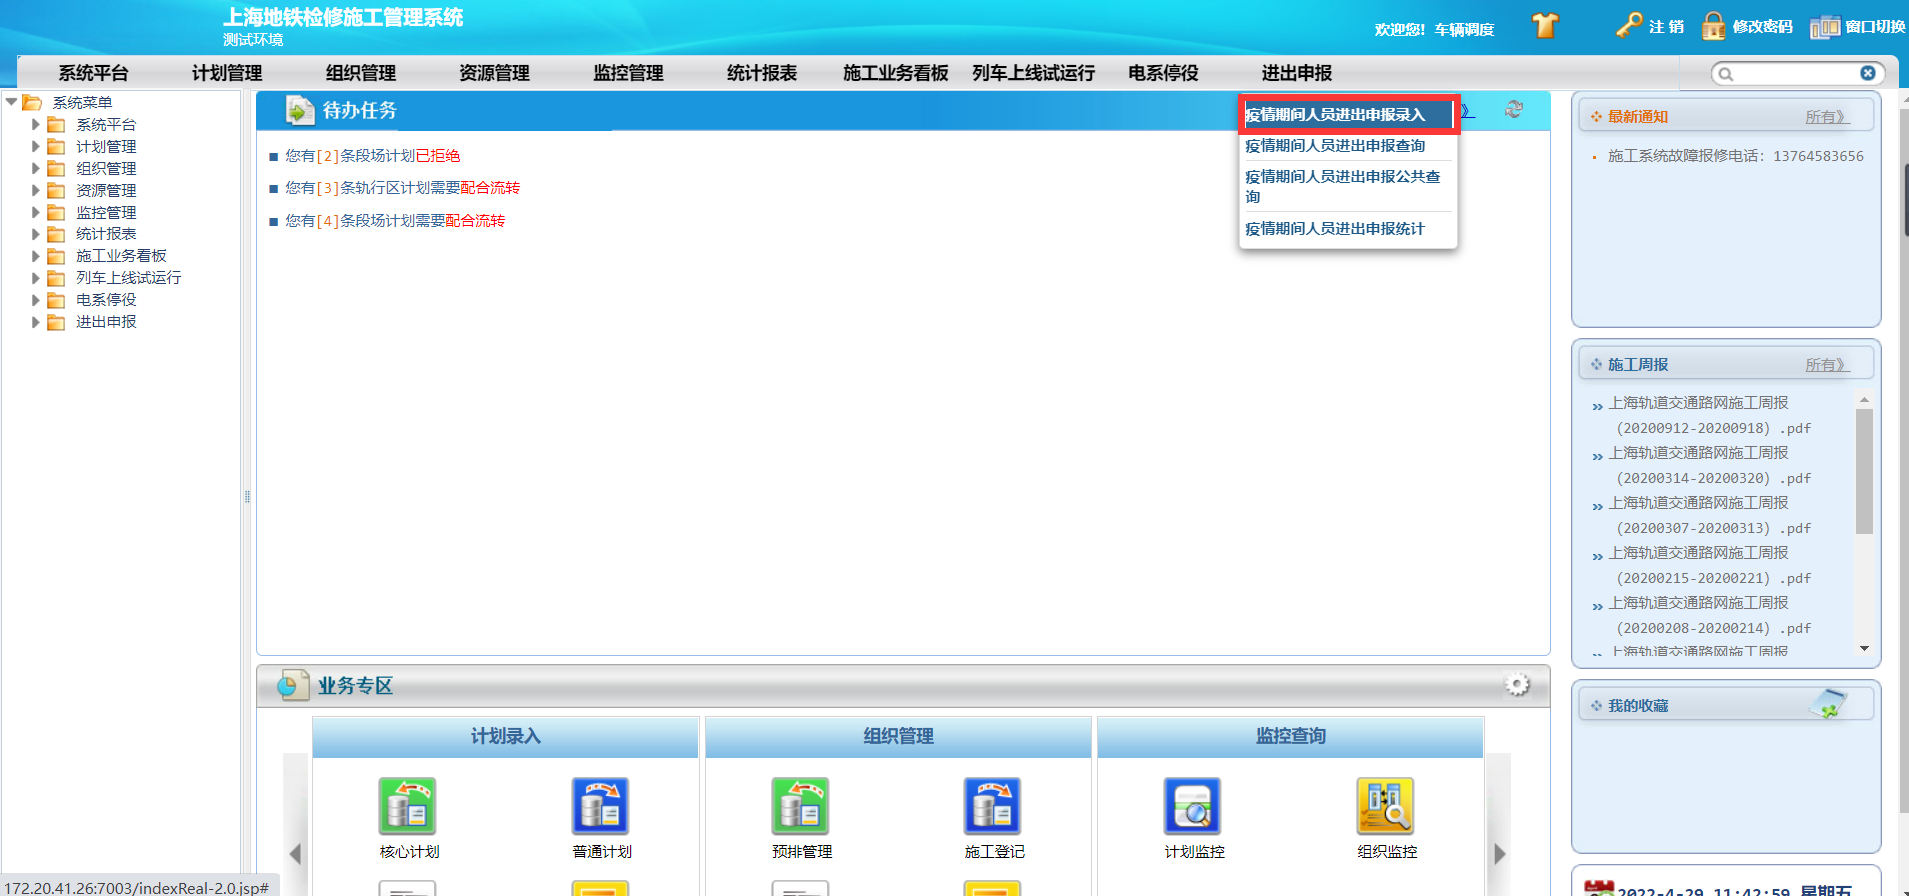 上海地铁检修施工管理系统
测试环境
欢迎您! 车辆调度
注 销
修改密码
窗口切换
系统平台 计划管理 组织管理 资源管理 监控管理 统计报表 施工业务看板 列车上线试运行 电系停役 进出申报
系统菜单
系统平台
计划管理
组织管理
资源管理
监控管理
统计报表
施工业务看板
列车上线试运行
电系停役
进出申报
待办任务
》
您有[2]条段场计划已拒绝
您有[3]条轨行区计划需要配合流转
您有[4]条段场计划需要配合流转
疫情期间人员进出申报录入
疫情期间人员进出申报查询
疫情期间人员进出申报公共查
询
疫情期间人员进出申报统计
最新通知 所有》
施工系统故障报修电话: 13764583656
施工周报 所有》
上海轨道交通路网施工周报
(20200912-20200918) .pdf
上海轨道交通路网施工周报
(20200314-20200320) .pdf
上海轨道交通路网施工周报
(20200307-20200313) .pdf
上海轨道交通路网施工周报
(20200215-20200221) .pdf
上海轨道交通路网施工周报
(20200208-20200214) .pdf
上海轨道交通路网施工周报
我的收藏
业务专区
计划录入 组织管理 监控查询
核心计划 普通计划 预排管理 施工登记 计划监控 组织监控
172.20.41.26:7003/indexReal-2.0.jsp#
2022-4-29 11:42:59 星期五